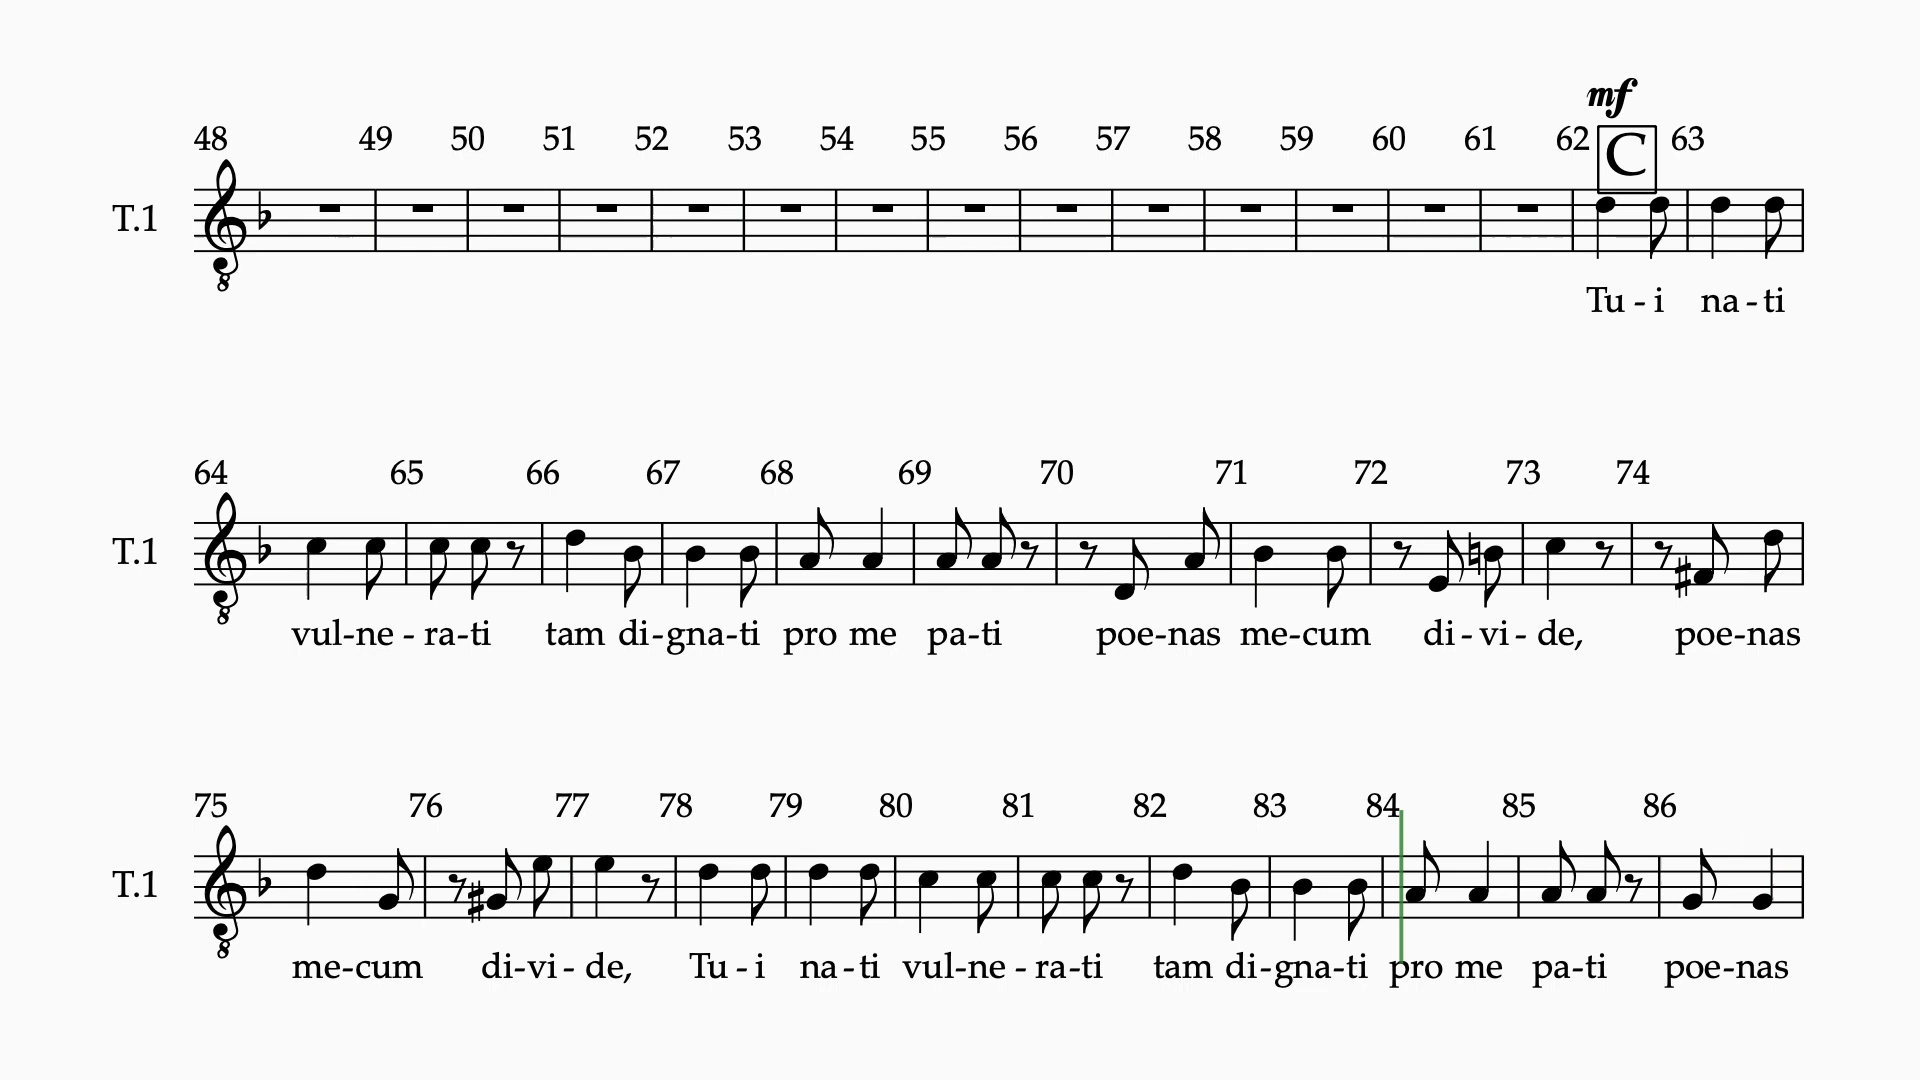 mf
48 49 50 51 52 53 54 55 56 57 58 59 60 61 62 C 63
T.1
8
Tu - i na - ti
64 65 66 67 68 69 70 71 72 73 74
T.1
8
vul-ne - ra-ti tam di-gna-ti pro me pa-ti poe-nas me-cum di - vi - de, poe-nas
75 76 77 78 79 80 81 82 83 84 85 86
T.1
8
me-cum di-vi - de, Tu - i na - ti vul-ne - ra-ti tam di-gna-ti pro me pa-ti poe-nas